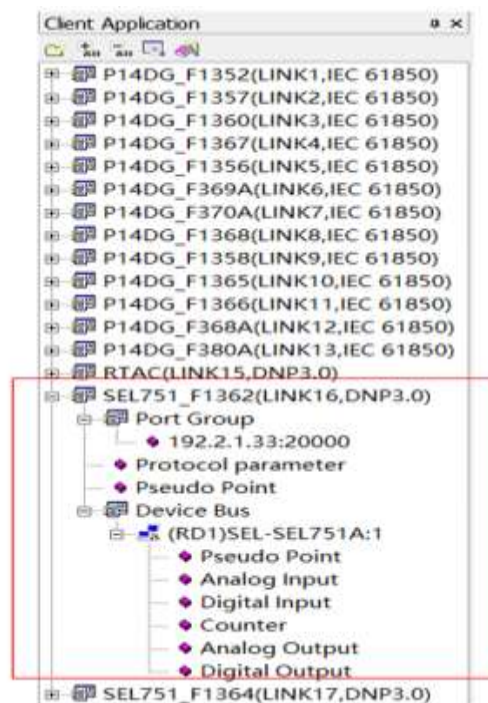 Client Application
P14DG_F1352(LINK1,IEC 61850)
P14DG_F1357(LINK2,IEC 61850)
P14DG_F1360(LINK3,IEC 61850)
P14DG_F1367(LINK4,IEC 61850)
P14DG_F1356(LINK5,IEC 61850)
P14DG_F369A(LINK6,IEC 61850)
P14DG_F370A(LINK7,IEC 61850)
P14DG_F1368(LINK8,IEC 61850)
P14DG_F1358(LINK9,IEC 61850)
P14DG_F1365(LINK10,IEC 61850)
P14DG_F1366(LINK11,IEC 61850)
P14DG_F368A(LINK12,IEC 61850)
P14DG_F380A(LINK13,IEC 61850)
RTAC(LINK15,DNP3.0)
SEL751_F1362(LINK16,DNP3.0)
Port Group
192.2.1.33:20000
Protocol parameter
Pseudo Point
Device Bus
(RD1)SEL-SEL751A:1
Pseudo Point
Analog Input
Digital Input
Counter
Analog Output
Digital Output
SEL751_F1364(LINK17,DNP3.0)